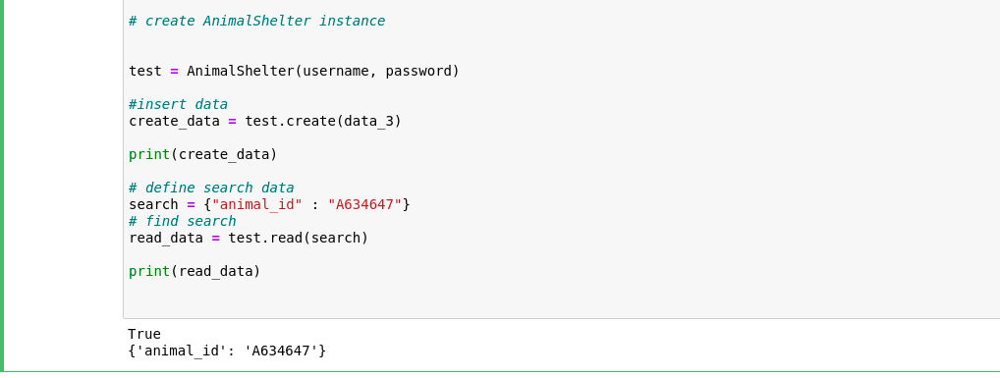 # create AnimalShelter instance
test = AnimalShelter(username, password)
#insert data
create_data = test.create(data_3)
print(create_data)
# define search data
search = {"animal_id" : "A634647"}
# find search
read_data = test.read(search)
print(read_data)
True
{'animal_id': 'A634647'}